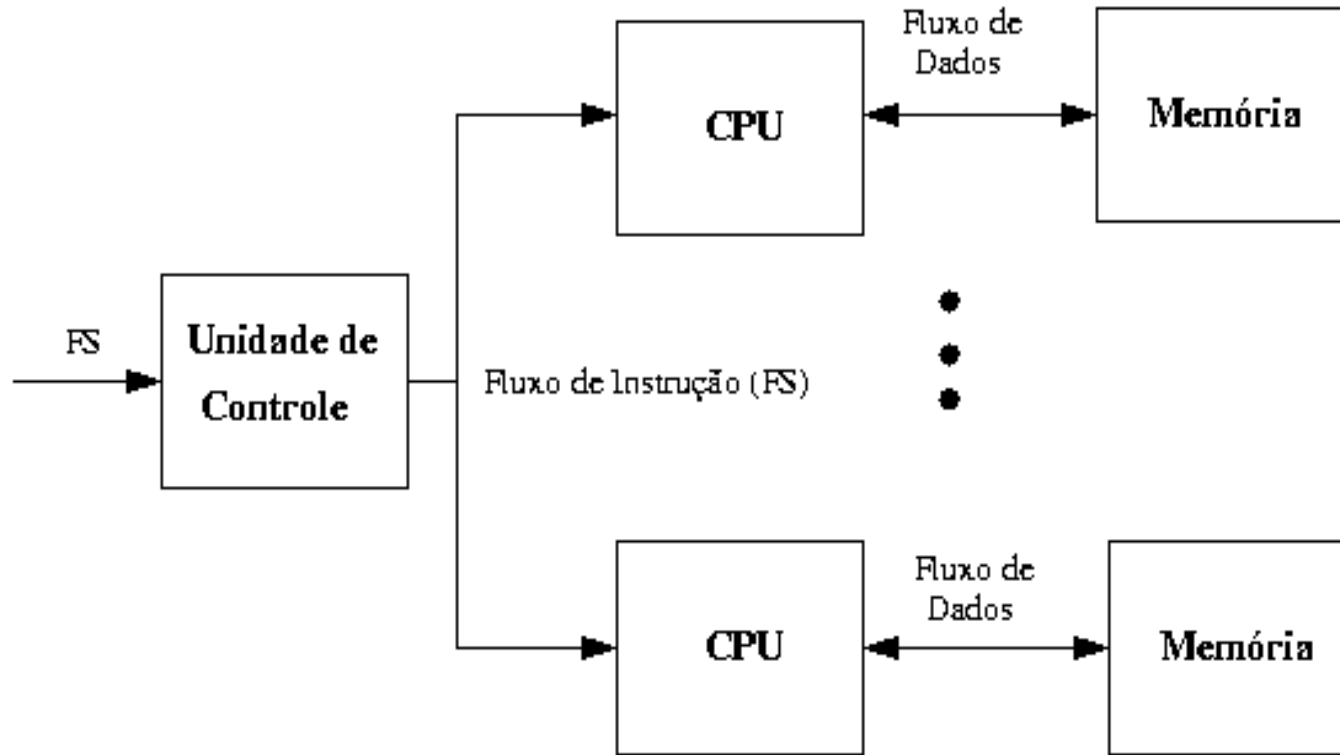 Fluxo de
Dados
CPU
Memória
FS
Unidade de
Controle
Fluxo de Instrução (FS)
Fluxo de
Dados
CPU
Memória